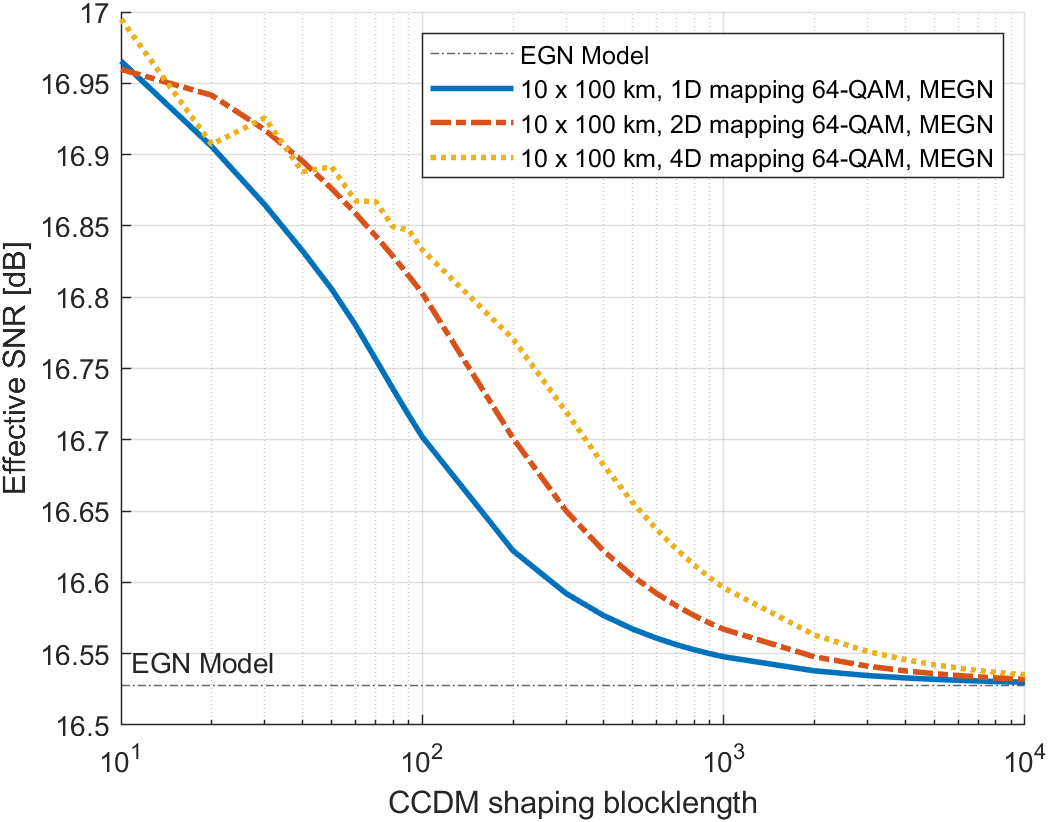 17
16.95
16.9
16.85
16.8
16.75
16.7
16.65
16.6
16.55
16.5
Effective SNR [dB]
EGN Model
10 x 100 km, 1D mapping 64-QAM, MEGN
10 x 100 km, 2D mapping 64-QAM, MEGN
10 x 100 km, 4D mapping 64-QAM, MEGN
EGN Model
10^1 10^2 10^3 10^4
CCDM shaping blocklength